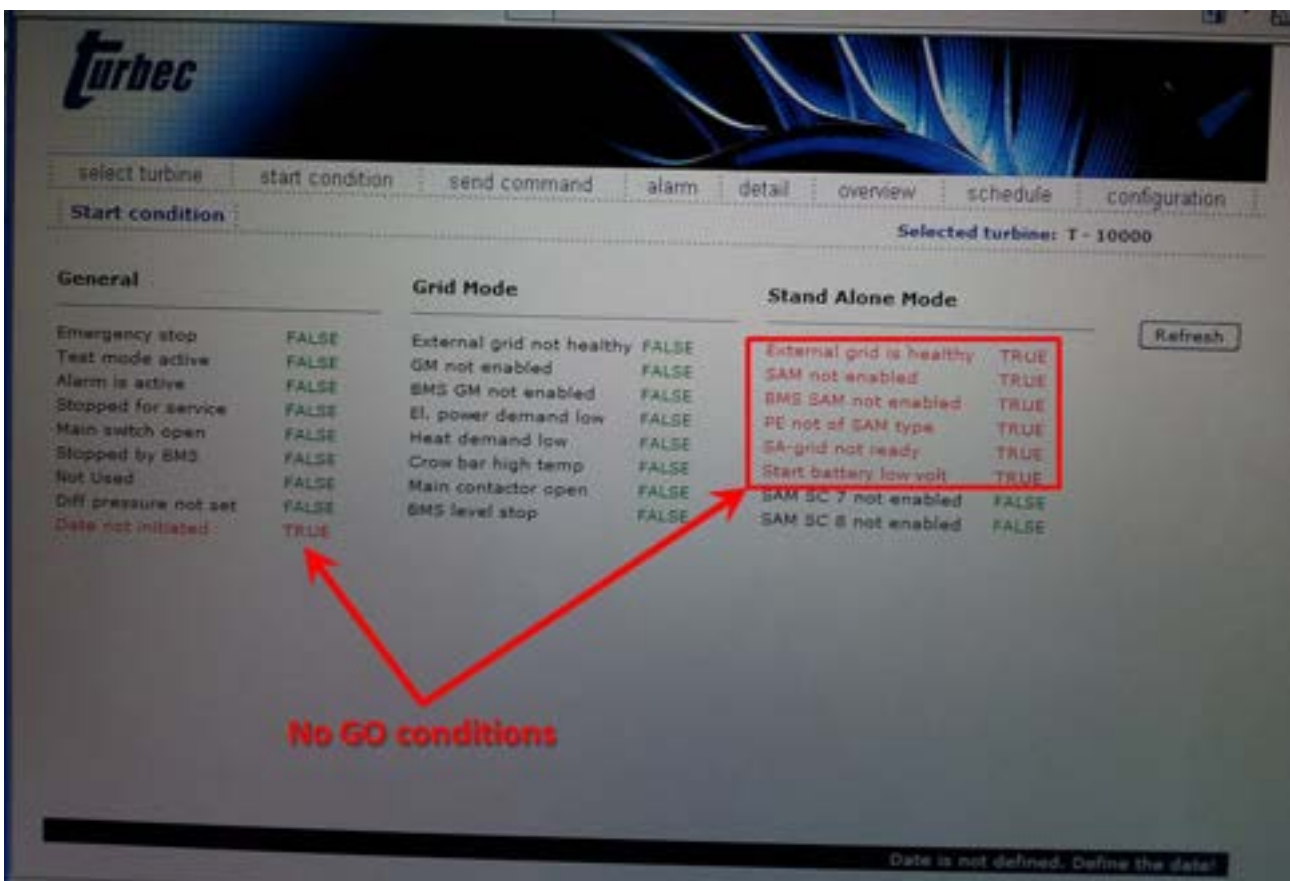 turbec
select turbine start condition send command alarm detail overview schedule configuration
Start condition
Selected turbine: T - 10000
General
Emergency stop FALSE
Test mode active FALSE
Alarm is active FALSE
Stopped for service FALSE
Main switch open FALSE
Stopped by BMS FALSE
Not Used FALSE
Diff pressure not set FALSE
Date not initiated TRUE
Grid Mode
External grid not healthy FALSE
GM not enabled FALSE
BMS GM not enabled FALSE
El. power demand low FALSE
Heat demand low FALSE
Crow bar high temp FALSE
Main contactor open FALSE
BMS level stop FALSE
Stand Alone Mode
External grid is healthy TRUE
SAM not enabled TRUE
BMS SAM not enabled TRUE
PE not of SAM type TRUE
SA-grid not ready TRUE
Start battery low volt TRUE
SAM SC 7 not enabled FALSE
SAM SC 8 not enabled FALSE
Refresh
No GO conditions
Date is not defined. Define the date!